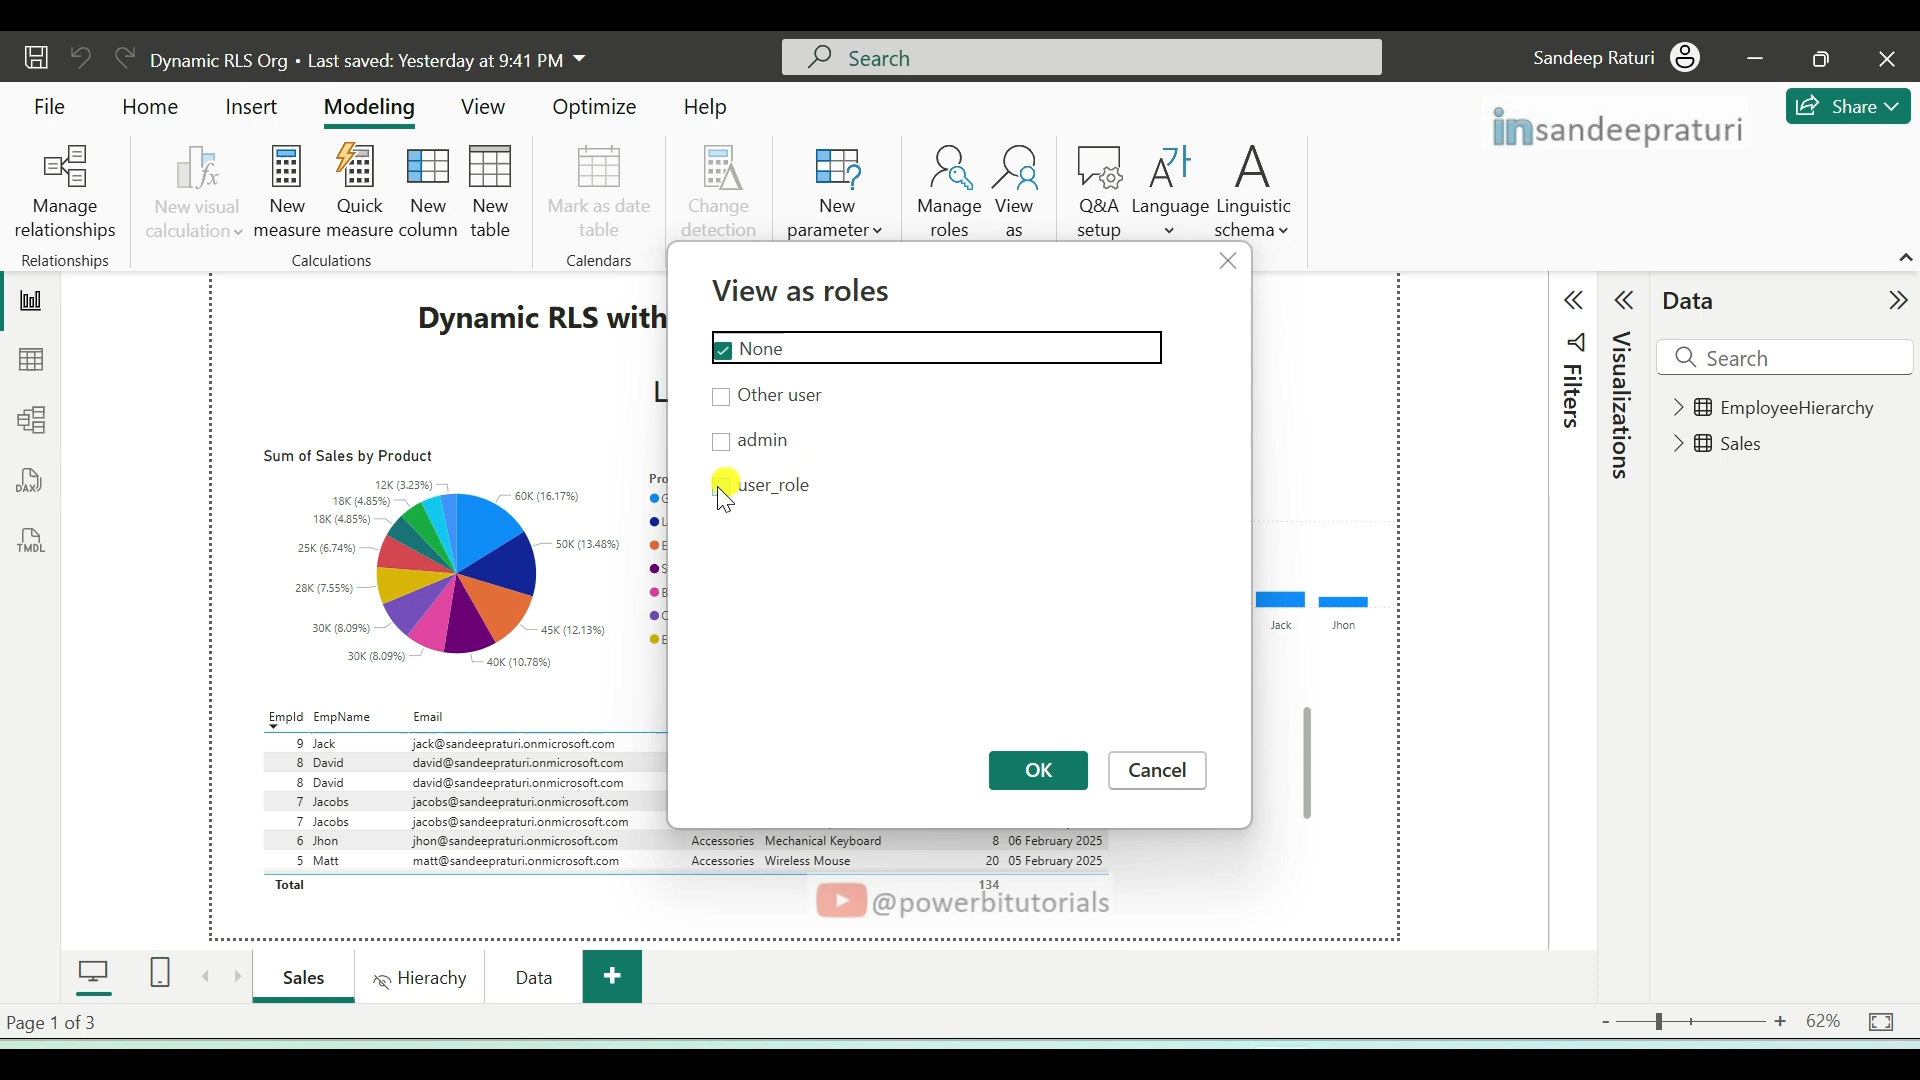 Dynamic RLS Org • Last saved: Yesterday at 9:41 PM
Search
Sandeep Raturi
File Home Insert Modeling View Optimize Help
Share
insandeepraturi
Manage relationships
New visual calculation
New measure
Quick measure
New column
New table
Mark as date table
Change detection
New parameter
Manage roles
View as
Q&A setup
Language
Linguistic schema
Relationships
Calculations
Calendars
Dynamic RLS with
L
View as roles
None
Other user
admin
user_role
OK Cancel
Sum of Sales by Product
12K (3.23%)
18K (4.85%)
18K (4.85%)
25K (6.74%)
28K (7.55%)
30K (8.09%)
30K (8.09%)
60K (16.17%)
50K (13.48%)
45K (12.13%)
40K (10.78%)
Jack Jhon
EmpId EmpName Email
9 Jack jack@sandeepraturi.onmicrosoft.com
8 David david@sandeepraturi.onmicrosoft.com
8 David david@sandeepraturi.onmicrosoft.com
7 Jacobs jacobs@sandeepraturi.onmicrosoft.com
7 Jacobs jacobs@sandeepraturi.onmicrosoft.com
6 Jhon jhon@sandeepraturi.onmicrosoft.com Accessories Mechanical Keyboard 8 06 February 2025
5 Matt matt@sandeepraturi.onmicrosoft.com Accessories Wireless Mouse 20 05 February 2025
Total 134
@powerbitutorials
Filters
Visualizations
Data
Search
EmployeeHierarchy
Sales
DAX
TMDL
Sales Hierachy Data
Page 1 of 3
- + 62%